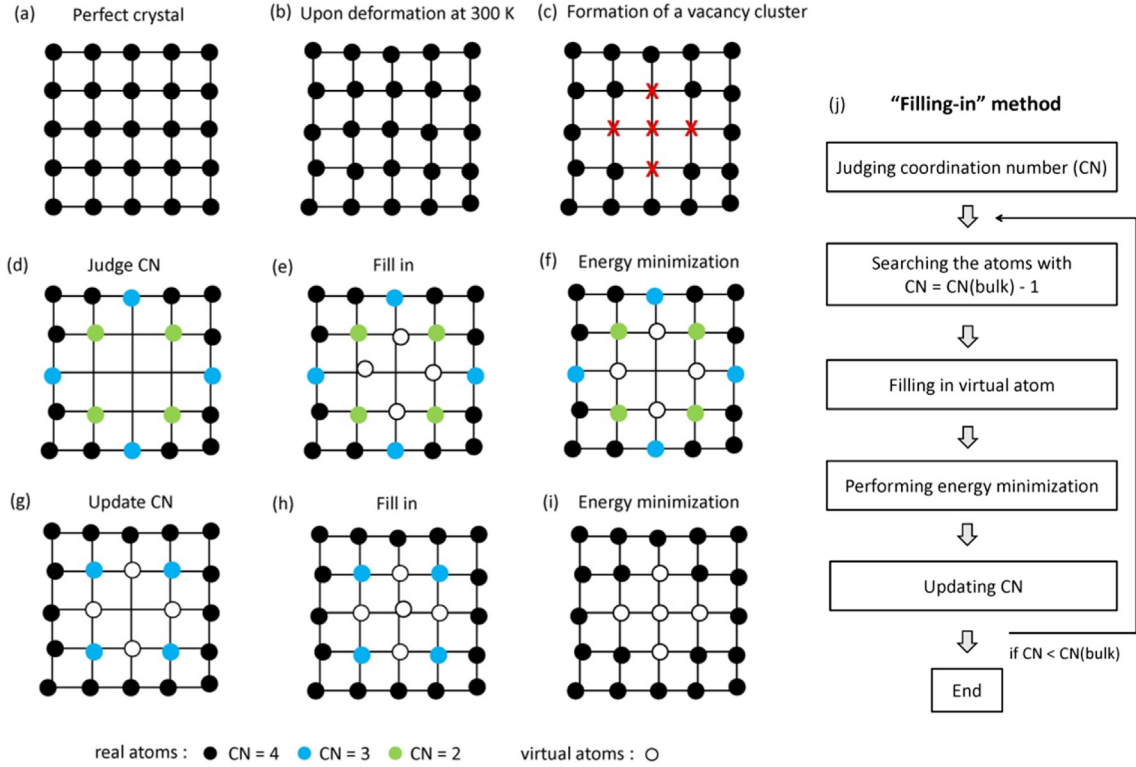 (a) Perfect crystal
(b) Upon deformation at 300 K
(c) Formation of a vacancy cluster
X
X X X
X
(d) Judge CN
(e) Fill in
(f) Energy minimization
(g) Update CN
(h) Fill in
(i) Energy minimization
real atoms : CN = 4 CN = 3 CN = 2 virtual atoms :
(j) “Filling-in” method
Judging coordination number (CN)
Searching the atoms with
CN = CN(bulk) - 1
Filling in virtual atom
Performing energy minimization
Updating CN
if CN < CN(bulk)
End